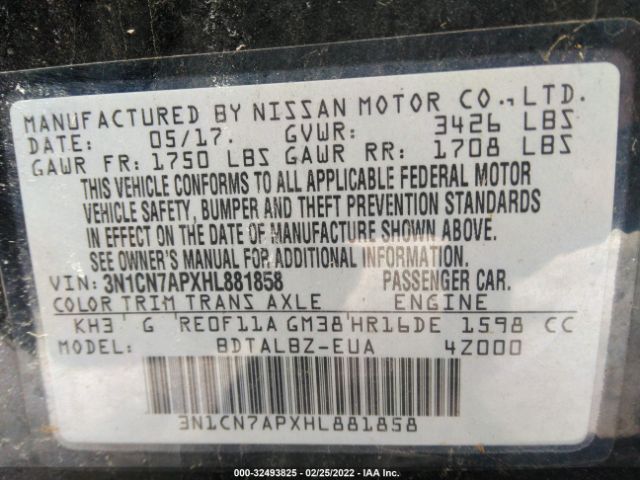 MANUFACTURED BY NISSAN MOTOR CO., LTD.
DATE: 05/17. GVWR: 3426 LBS
GAWR FR: 1750 LBS GAWR RR: 1708 LBS
THIS VEHICLE CONFORMS TO ALL APPLICABLE FEDERAL MOTOR
VEHICLE SAFETY, BUMPER AND THEFT PREVENTION STANDARDS
IN EFFECT ON THE DATE OF MANUFACTURE SHOWN ABOVE.
SEE OWNER'S MANUAL FOR ADDITIONAL INFORMATION.
VIN: 3N1CN7APXHL881858 PASSENGER CAR.
COLOR TRIM TRANS AXLE ENGINE
KH3 G RE0F11A GM38 HR16DE 1598 CC
MODEL: BDTALBZ-EUA 4Z000
3N1CN7APXHL881858
000-32493825 - 02/25/2022 - IAA Inc.